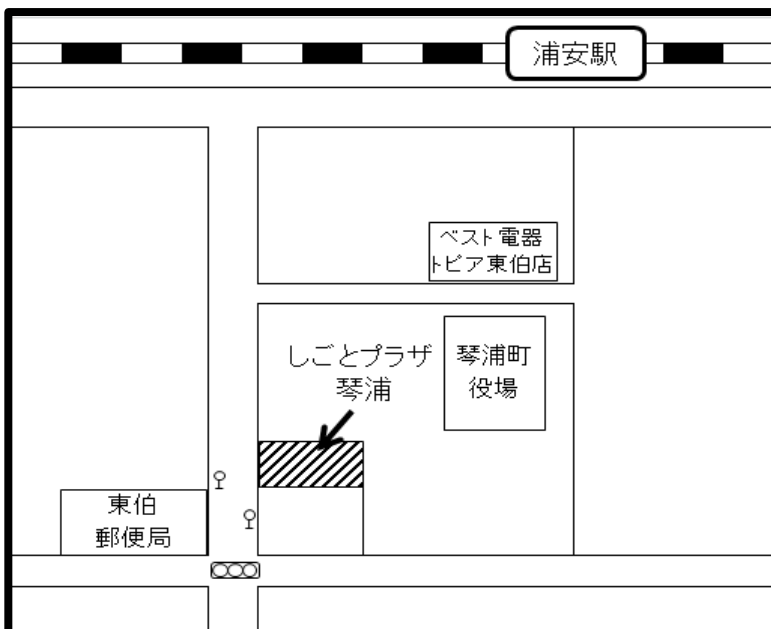 浦安駅
ベスト電器
トピア東伯店
しごとプラザ
琴浦
琴浦町
役場
東伯
郵便局